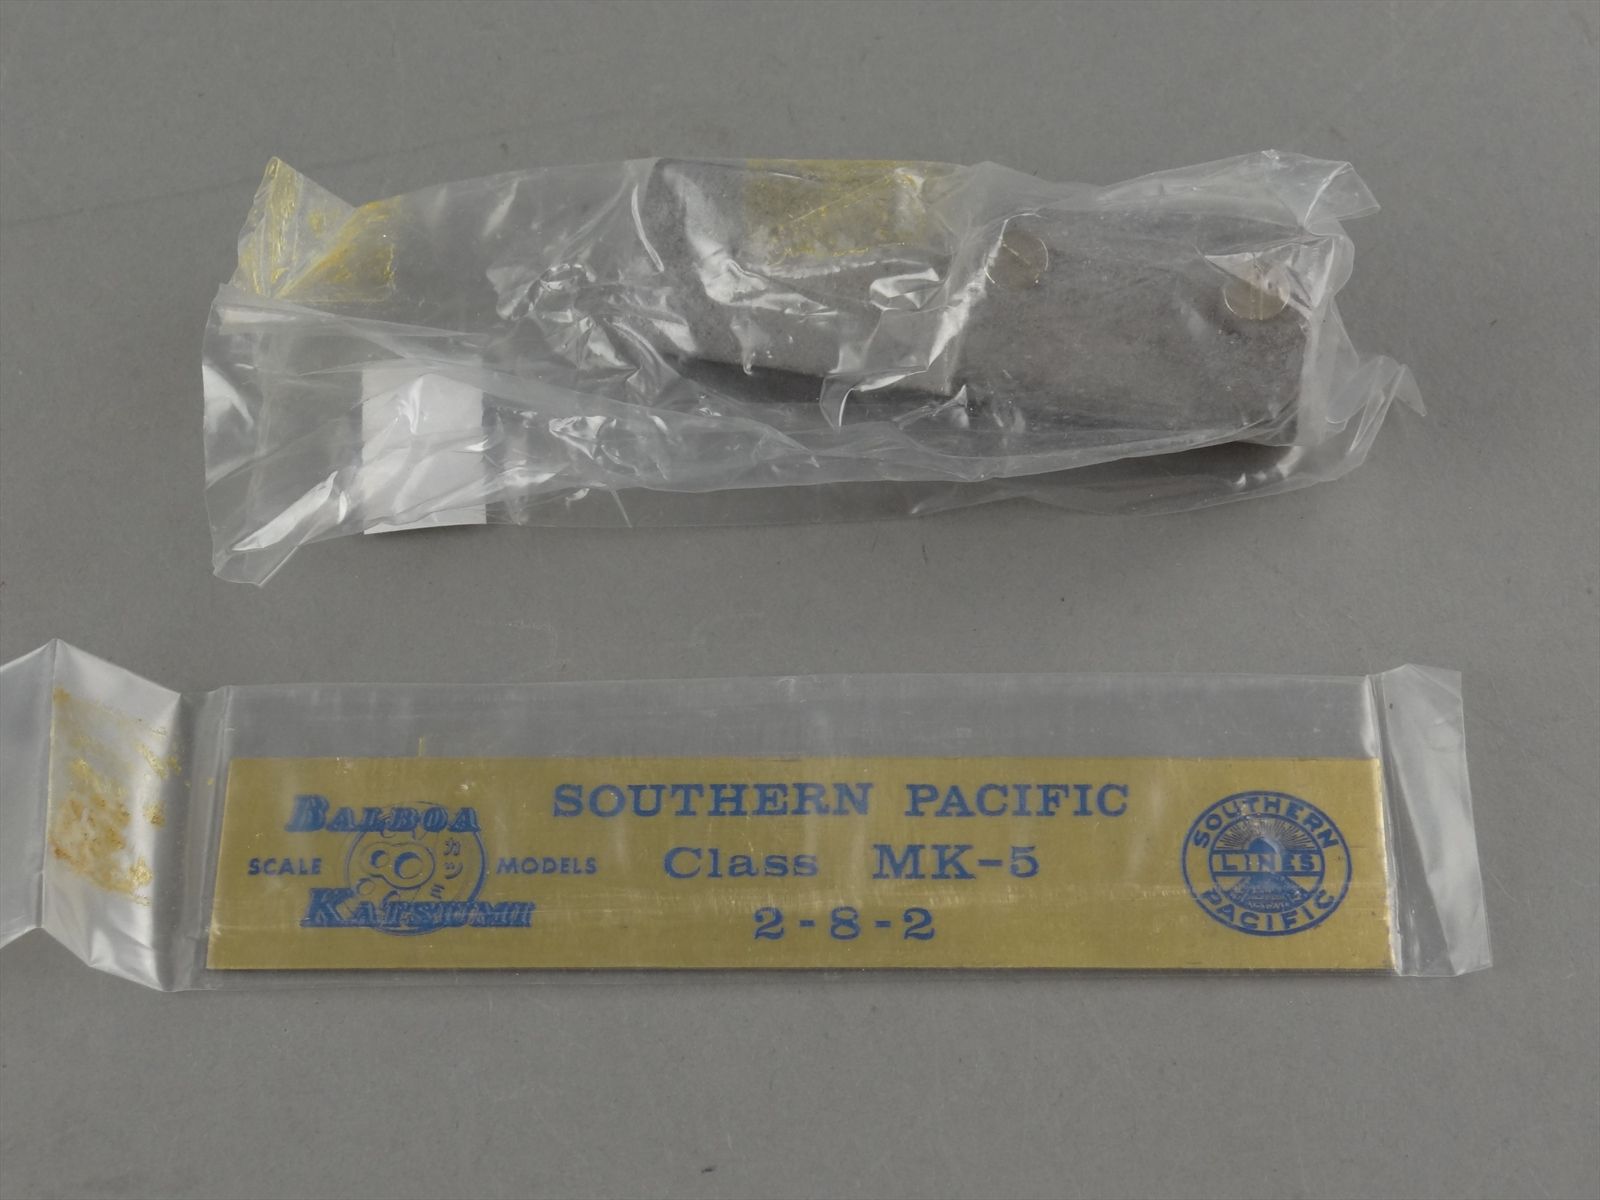 BALBOA
SCALE カツミ MODELS
KATSUMI
SOUTHERN PACIFIC
Class MK-5
2-8-2
SOUTHERN
LINES
PACIFIC